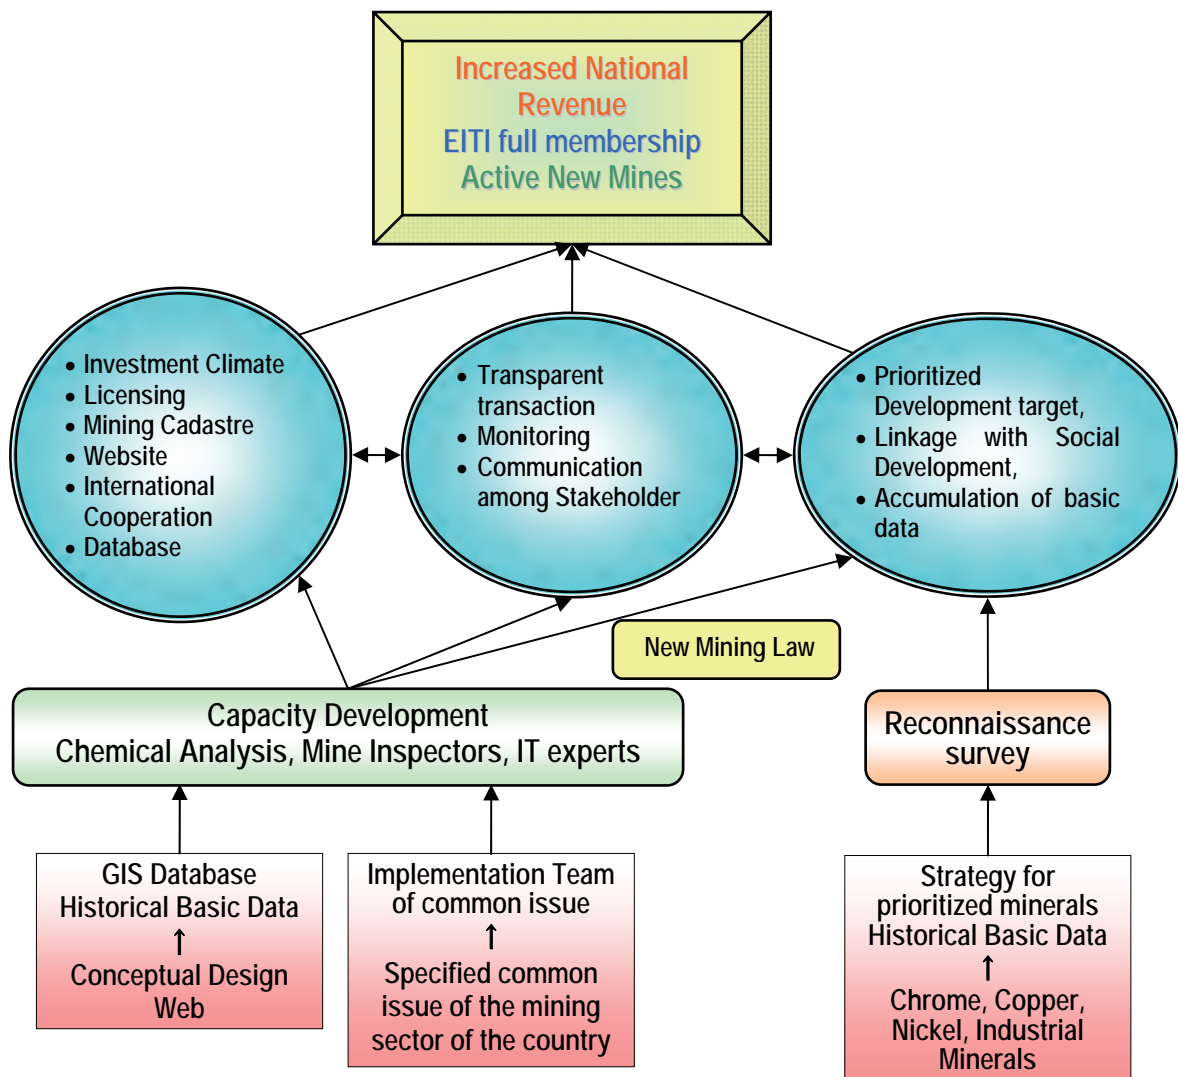 Increased National
Revenue
EITI full membership
Active New Mines
• Investment Climate
• Licensing
• Mining Cadastre
• Website
• International
Cooperation
• Database
• Transparent
transaction
• Monitoring
• Communication
among Stakeholder
• Prioritized
Development target,
• Linkage with Social
Development,
• Accumulation of basic
data
New Mining Law
Capacity Development
Chemical Analysis, Mine Inspectors, IT experts
Reconnaissance
survey
GIS Database
Historical Basic Data
↑
Conceptual Design
Web
Implementation Team
of common issue
↑
Specified common
issue of the mining
sector of the country
Strategy for
prioritized minerals
Historical Basic Data
↑
Chrome, Copper,
Nickel, Industrial
Minerals